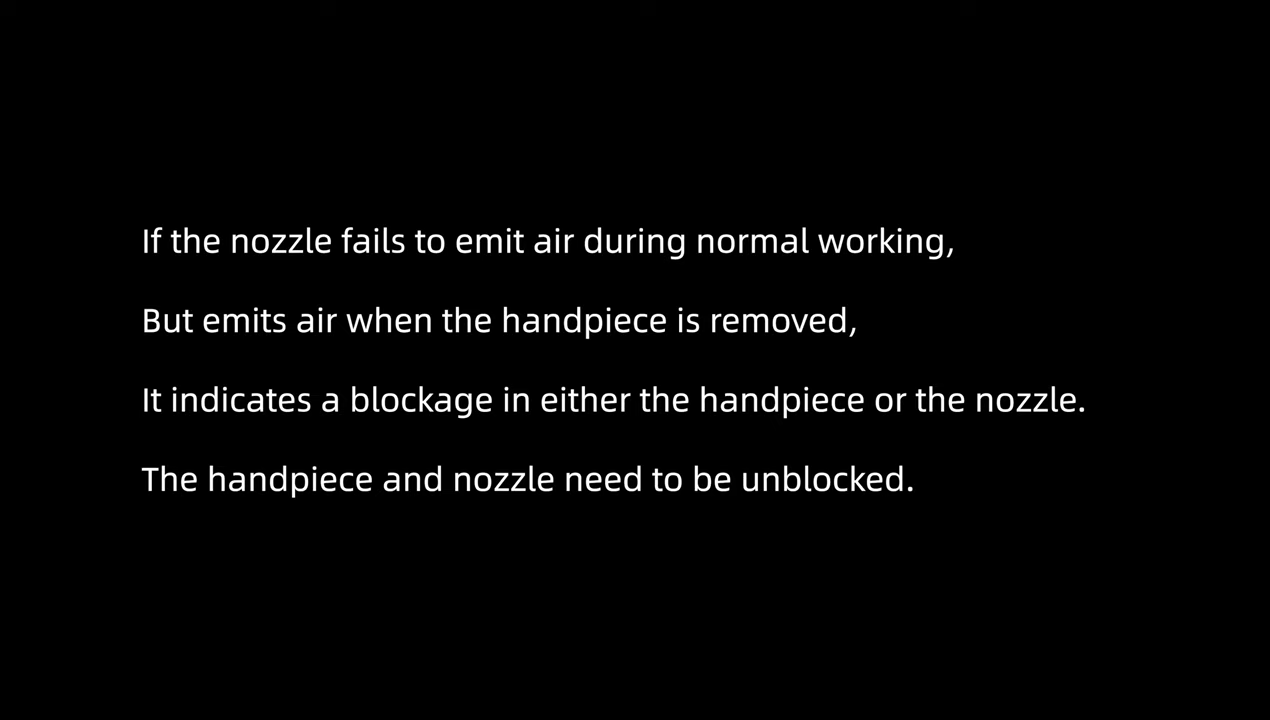 If the nozzle fails to emit air during normal working,
But emits air when the handpiece is removed,
It indicates a blockage in either the handpiece or the nozzle.
The handpiece and nozzle need to be unblocked.